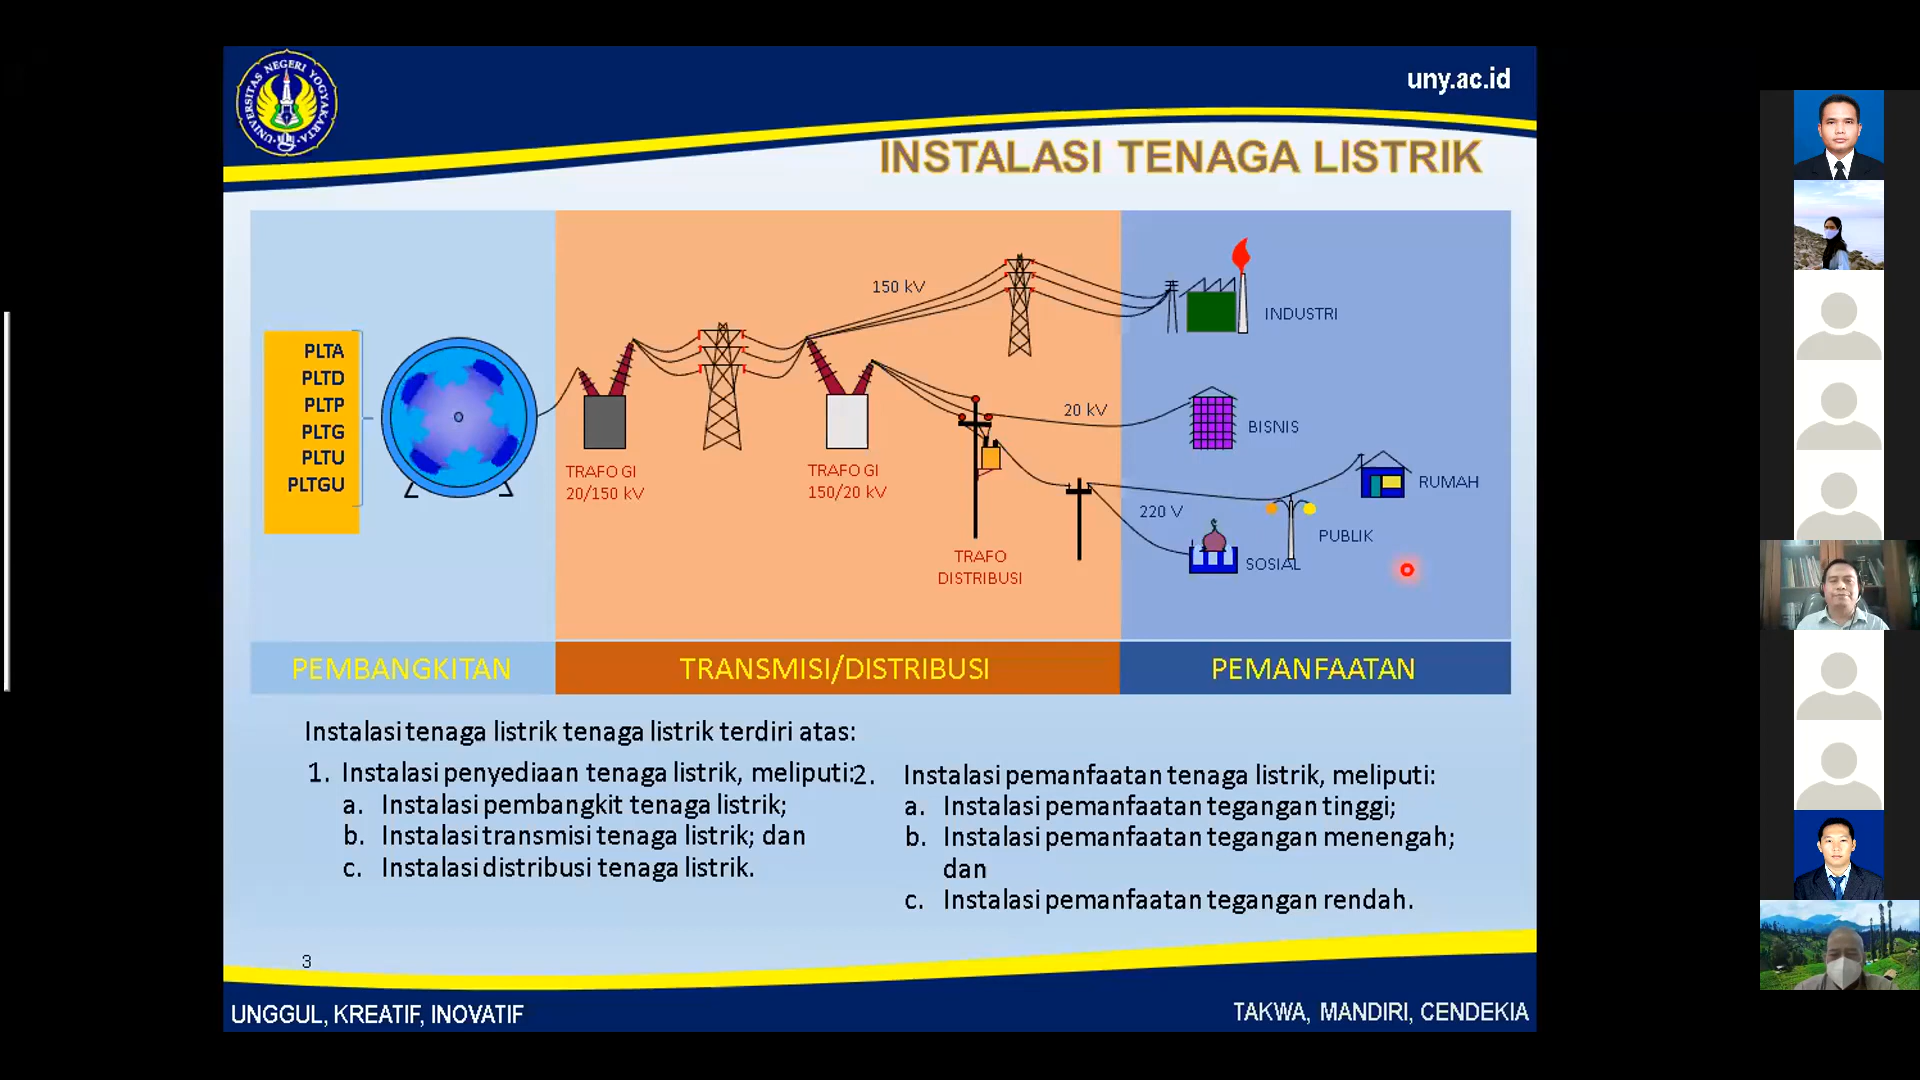 UNIVERSITAS NEGERI YOGYAKARTA
uny.ac.id
INSTALASI TENAGA LISTRIK
PLTA
PLTD
PLTP
PLTG
PLTU
PLTGU
TRAFO GI
20/150 kV
150 kV
TRAFO GI
150/20 kV
20 kV
TRAFO
DISTRIBUSI
220 V
INDUSTRI
BISNIS
RUMAH
PUBLIK
SOSIAL
PEMBANGKITAN
TRANSMISI/DISTRIBUSI
PEMANFAATAN
Instalasi tenaga listrik tenaga listrik terdiri atas:
1. Instalasi penyediaan tenaga listrik, meliputi:
a. Instalasi pembangkit tenaga listrik;
b. Instalasi transmisi tenaga listrik; dan
c. Instalasi distribusi tenaga listrik.
2. Instalasi pemanfaatan tenaga listrik, meliputi:
a. Instalasi pemanfaatan tegangan tinggi;
b. Instalasi pemanfaatan tegangan menengah;
dan
c. Instalasi pemanfaatan tegangan rendah.
3
UNGGUL, KREATIF, INOVATIF
TAKWA, MANDIRI, CENDEKIA